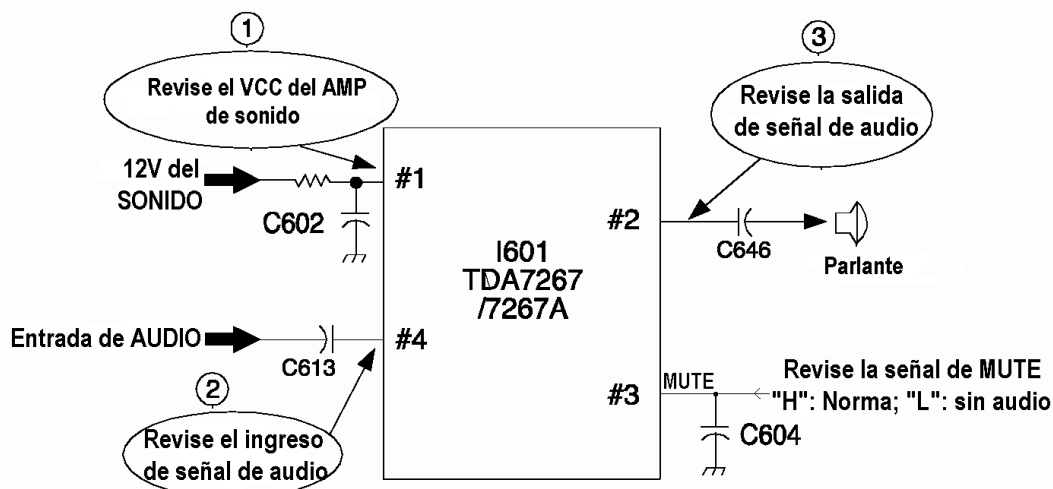 1
Revise el VCC del AMP
de sonido
12V del
SONIDO
C602
#1
3
Revise la salida
de señal de audio
#2
C646
Parlante
I601
TDA7267
/7267A
Entrada de AUDIO
C613
#4
2
Revise el ingreso
de señal de audio
#3
MUTE
Revise la señal de MUTE
"H": Norma; "L": sin audio
C604